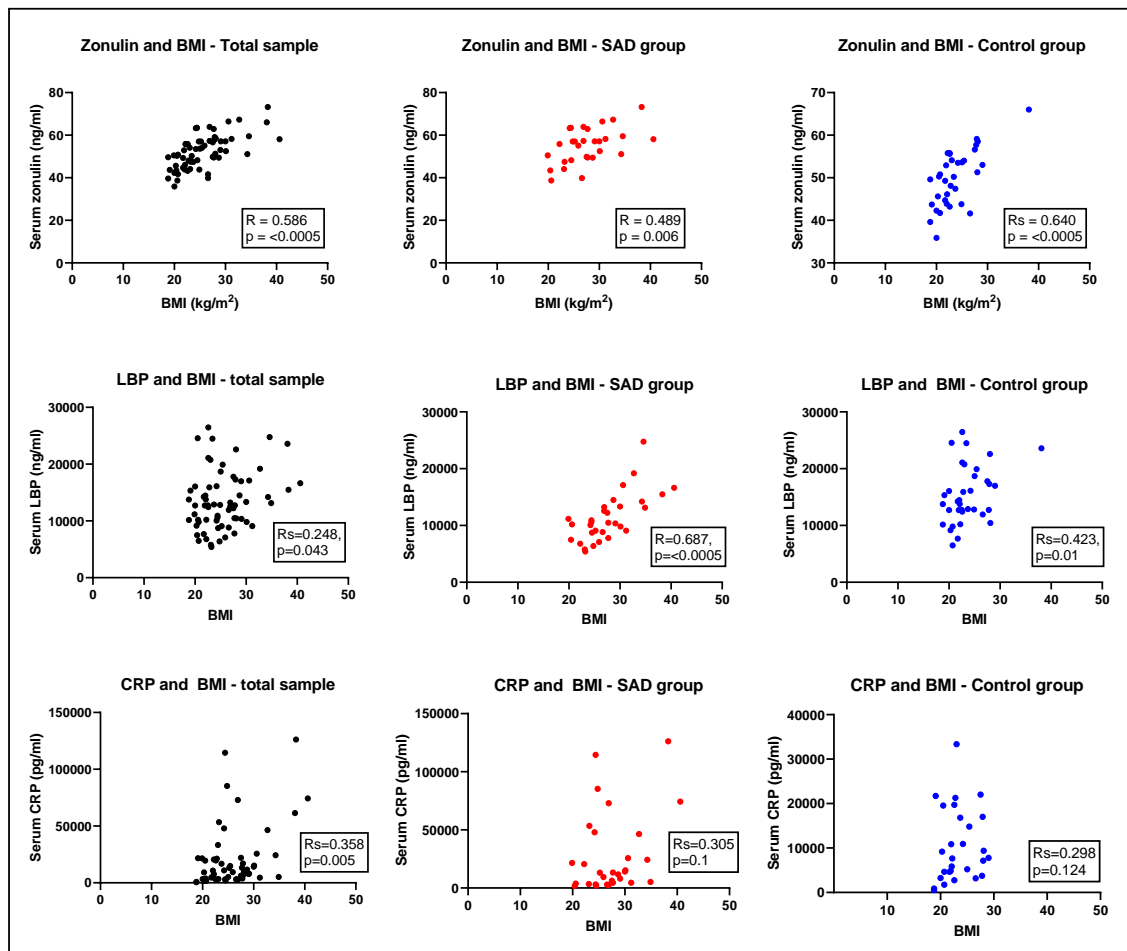 Zonulin and BMI - Total sample
Serum zonulin (ng/ml)
80
60
40
20
0
0 10 20 30 40 50
BMI (kg/m²)
R = 0.586
p = <0.0005
Zonulin and BMI - SAD group
Serum zonulin (ng/ml)
80
60
40
20
0
0 10 20 30 40 50
BMI (kg/m²)
R = 0.489
p = 0.006
Zonulin and BMI - Control group
Serum zonulin (ng/ml)
70
60
50
40
30
0 10 20 30 40 50
BMI (kg/m²)
Rs = 0.640
p = <0.0005
LBP and BMI - total sample
Serum LBP (ng/ml)
30000
20000
10000
0
0 10 20 30 40 50
BMI
Rs=0.248,
p=0.043
LBP and BMI - SAD group
Serum LBP (ng/ml)
30000
20000
10000
0
0 10 20 30 40 50
BMI
R=0.687,
p=<0.0005
LBP and  BMI - Control group
Serum LBP (ng/ml)
30000
20000
10000
0
0 10 20 30 40 50
BMI
Rs=0.423,
p=0.01
CRP and  BMI - total sample
Serum CRP (pg/ml)
150000
100000
50000
0
0 10 20 30 40 50
BMI
Rs=0.358
p=0.005
CRP and  BMI - SAD group
Serum CRP (pg/ml)
150000
100000
50000
0
0 10 20 30 40 50
BMI
Rs=0.305
p=0.1
CRP and BMI - Control group
Serum CRP (pg/ml)
40000
30000
20000
10000
0
10 20 30 40 50
BMI
Rs=0.298
p=0.124